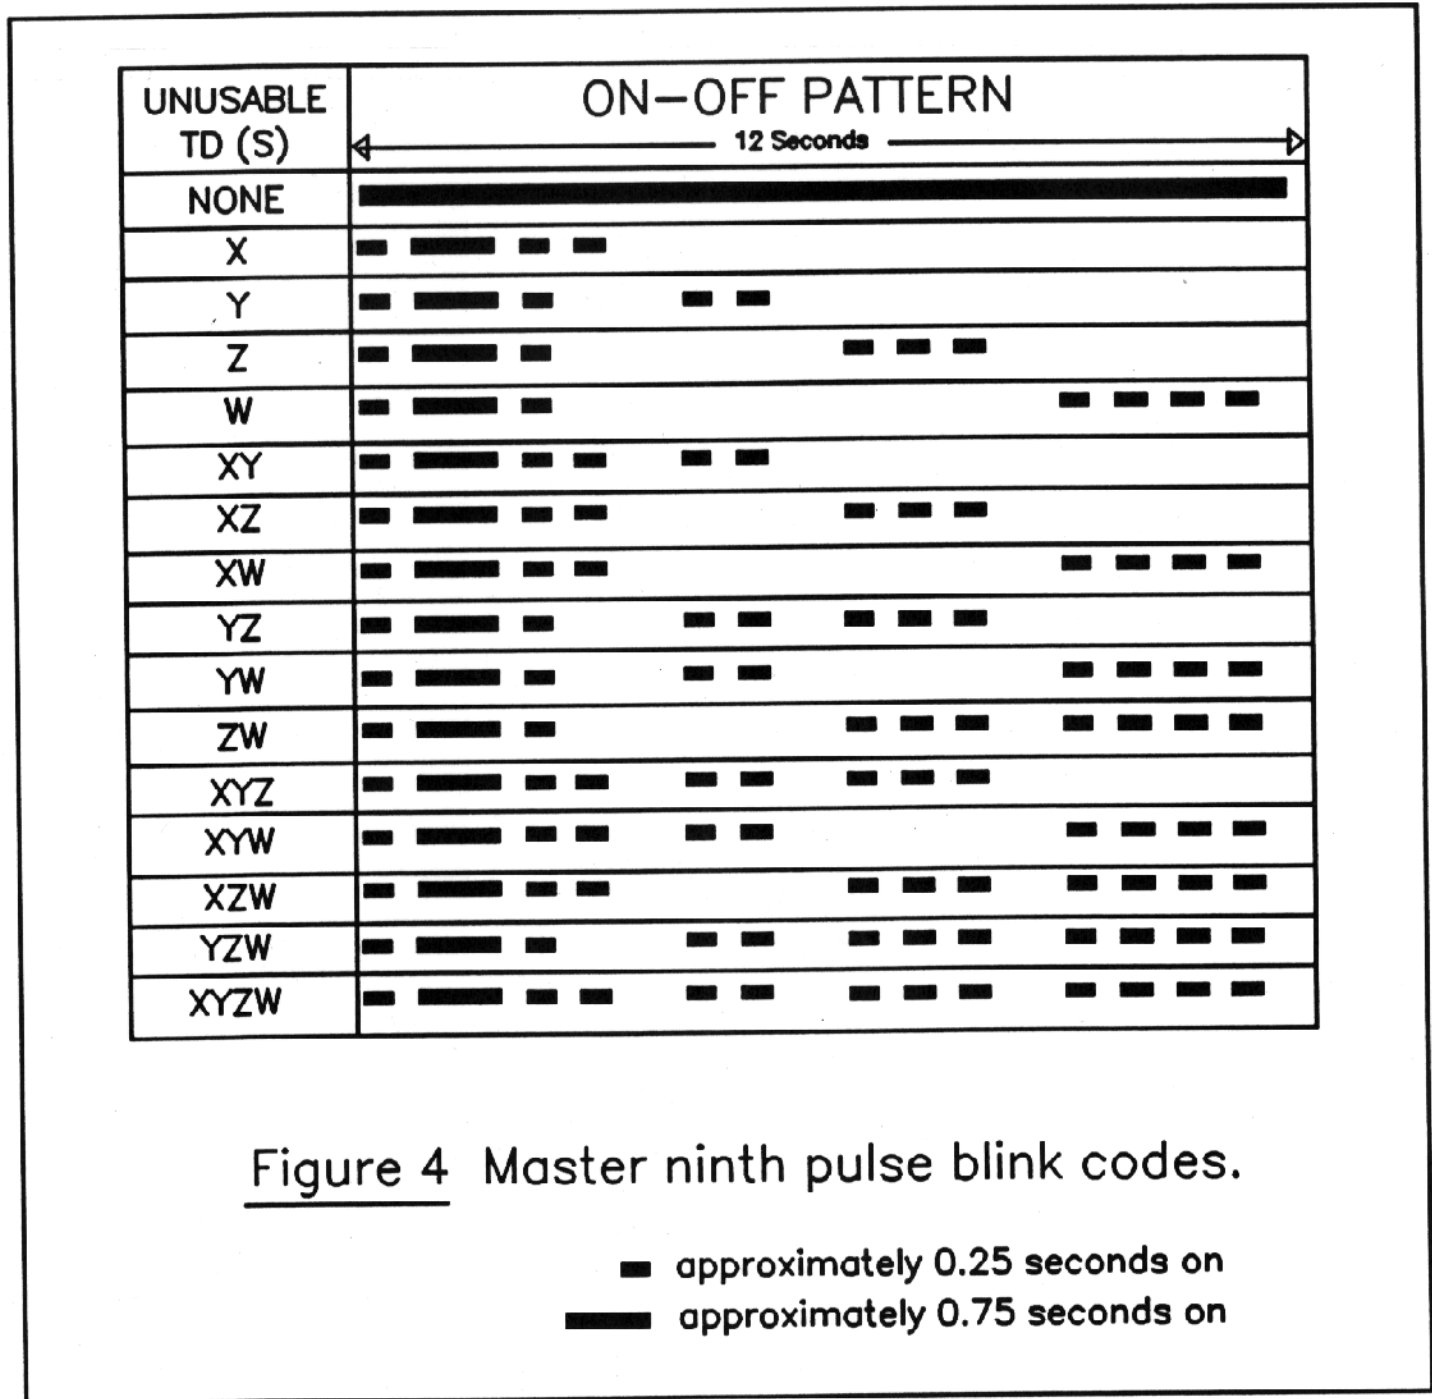 UNUSABLE
TD (S)
ON-OFF PATTERN
12 Seconds
NONE
X
Y
Z
W
XY
XZ
XW
YZ
YW
ZW
XYZ
XYW
XZW
YZW
XYZW
Figure 4 Master ninth pulse blink codes.
approximately 0.25 seconds on
approximately 0.75 seconds on